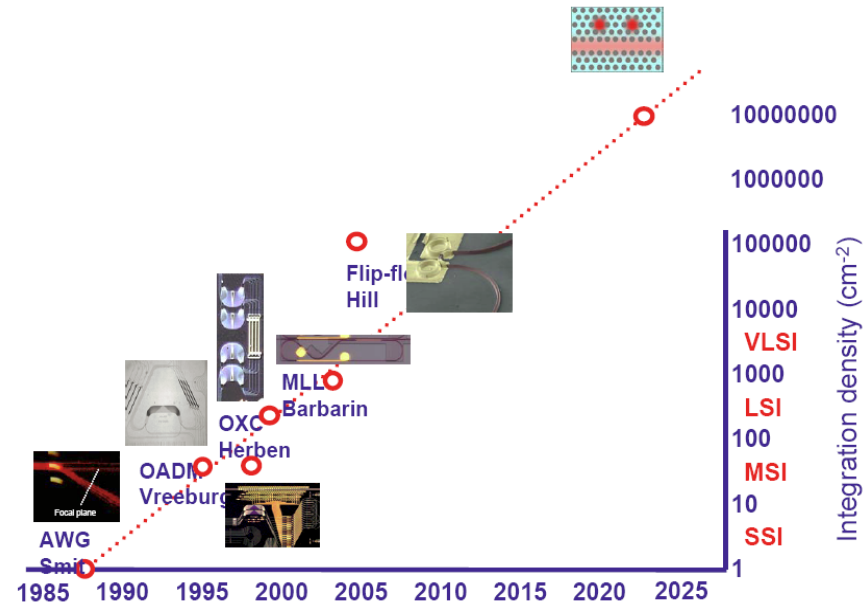 10000000
1000000
100000
Flip-fl
Hill
10000
VLSI
MLL
1000
Barbarin
LSI
OXC
Herben
100
OADM
MSI
Vreeburg
10
Focal plane
SSI
AWG
Smit
1
1985 1990 1995 2000 2005 2010 2015 2020 2025
Integration density (cm-2)